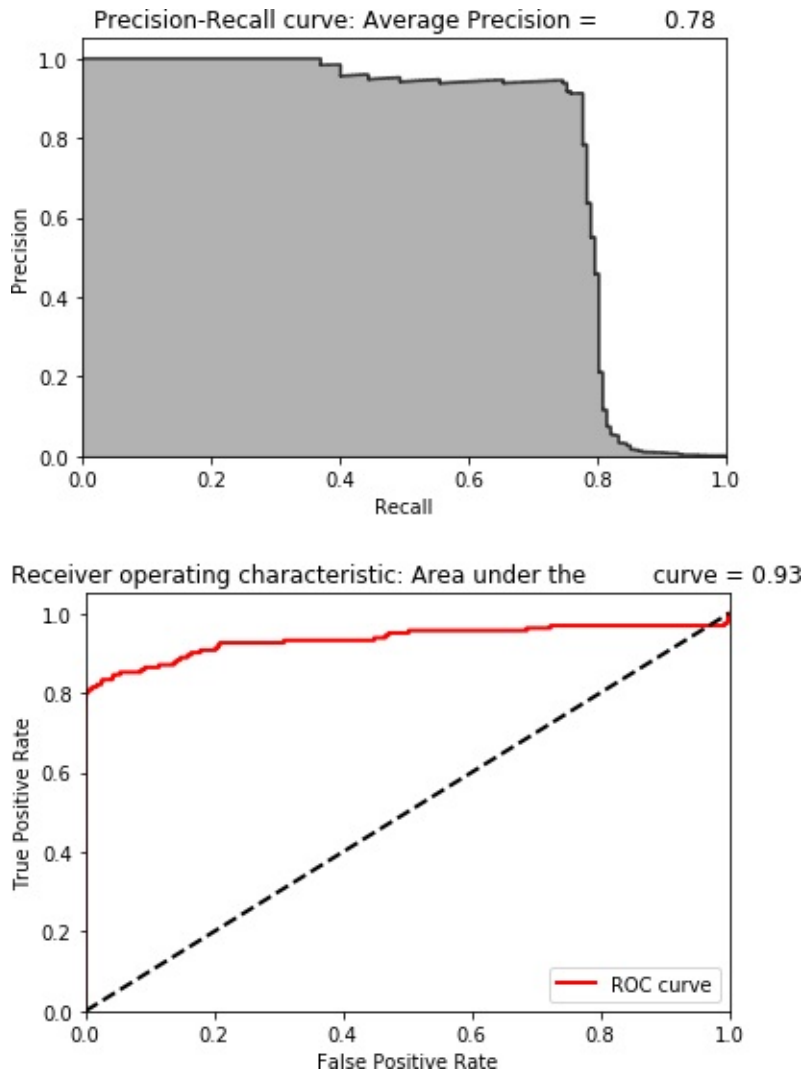 Precision-Recall curve: Average Precision = 0.78
1.0
0.8
0.6
0.4
0.2
0.0
Precision
0.0 0.2 0.4 0.6 0.8 1.0
Recall
Receiver operating characteristic: Area under the curve = 0.93
1.0
0.8
0.6
0.4
0.2
0.0
True Positive Rate
ROC curve
0.0 0.2 0.4 0.6 0.8 1.0
False Positive Rate